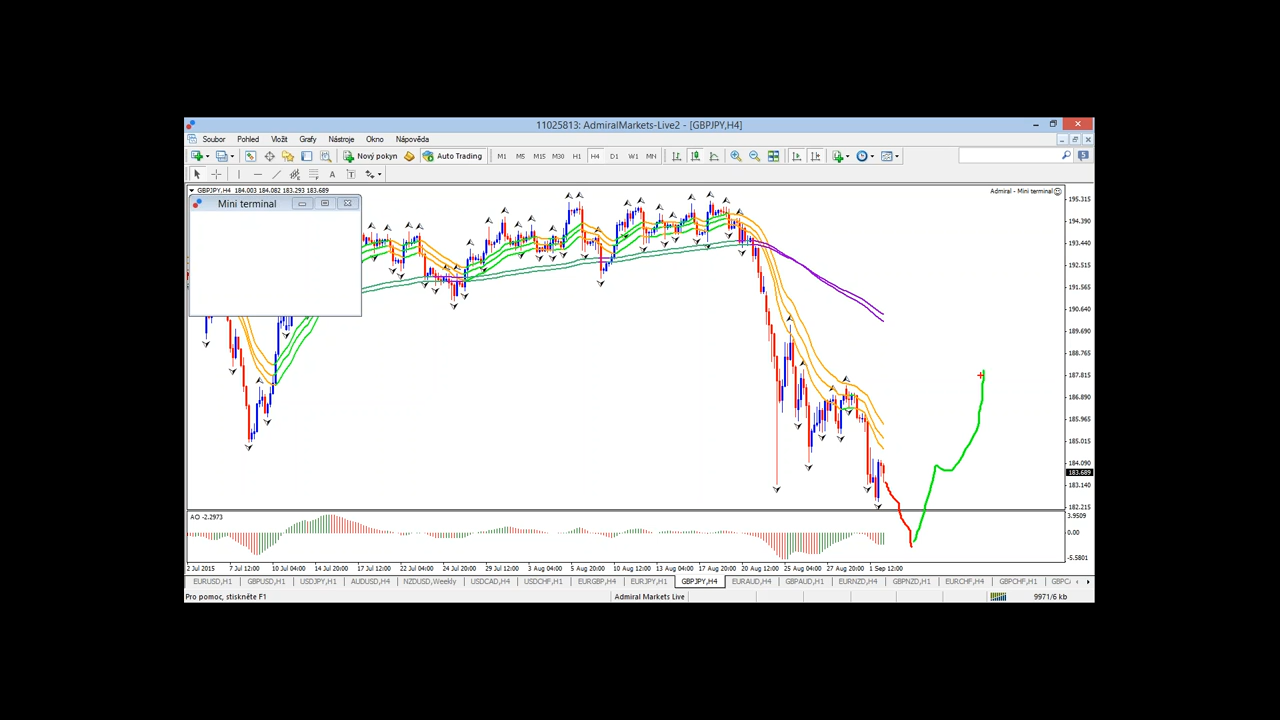 11025813: AdmiralMarkets-Live2 - [GBPJPY,H4]
Soubor Pohled Vložit Grafy Nástroje Okno Nápověda
Nový pokyn Auto Trading M1 M5 M15 M30 H1 H4 D1 W1 MN 5
A T
GBPJPY,H4 184.003 184.082 183.293 183.689
Admiral - Mini terminal
Mini terminal
195.315
194.390
193.440
192.515
191.565
190.640
189.690
188.765
187.815
186.890
185.965
185.015
184.090
183.689
183.140
182.215
AO -2.2973
3.9509
0.00
-5.5801
2 Jul 2015 7 Jul 12:00 10 Jul 04:00 14 Jul 20:00 17 Jul 12:00 22 Jul 04:00 24 Jul 20:00 29 Jul 12:00 3 Aug 04:00 5 Aug 20:00 10 Aug 12:00 13 Aug 04:00 17 Aug 20:00 20 Aug 12:00 25 Aug 04:00 27 Aug 20:00 1 Sep 12:00
EURUSD,H1 GBPUSD,H1 USDJPY,H1 AUDUSD,H4 NZDUSD,Weekly USDCAD,H4 USDCHF,H1 EURGBP,H4 EURJPY,H1 GBPJPY,H4 EURAUD,H4 GBPAUD,H1 EURNZD,H4 GBPNZD,H1 EURCHF,H4 GBPCHF,H1 GBPCA
Pro pomoc, stiskněte F1 Admiral Markets Live 9971/6 kb